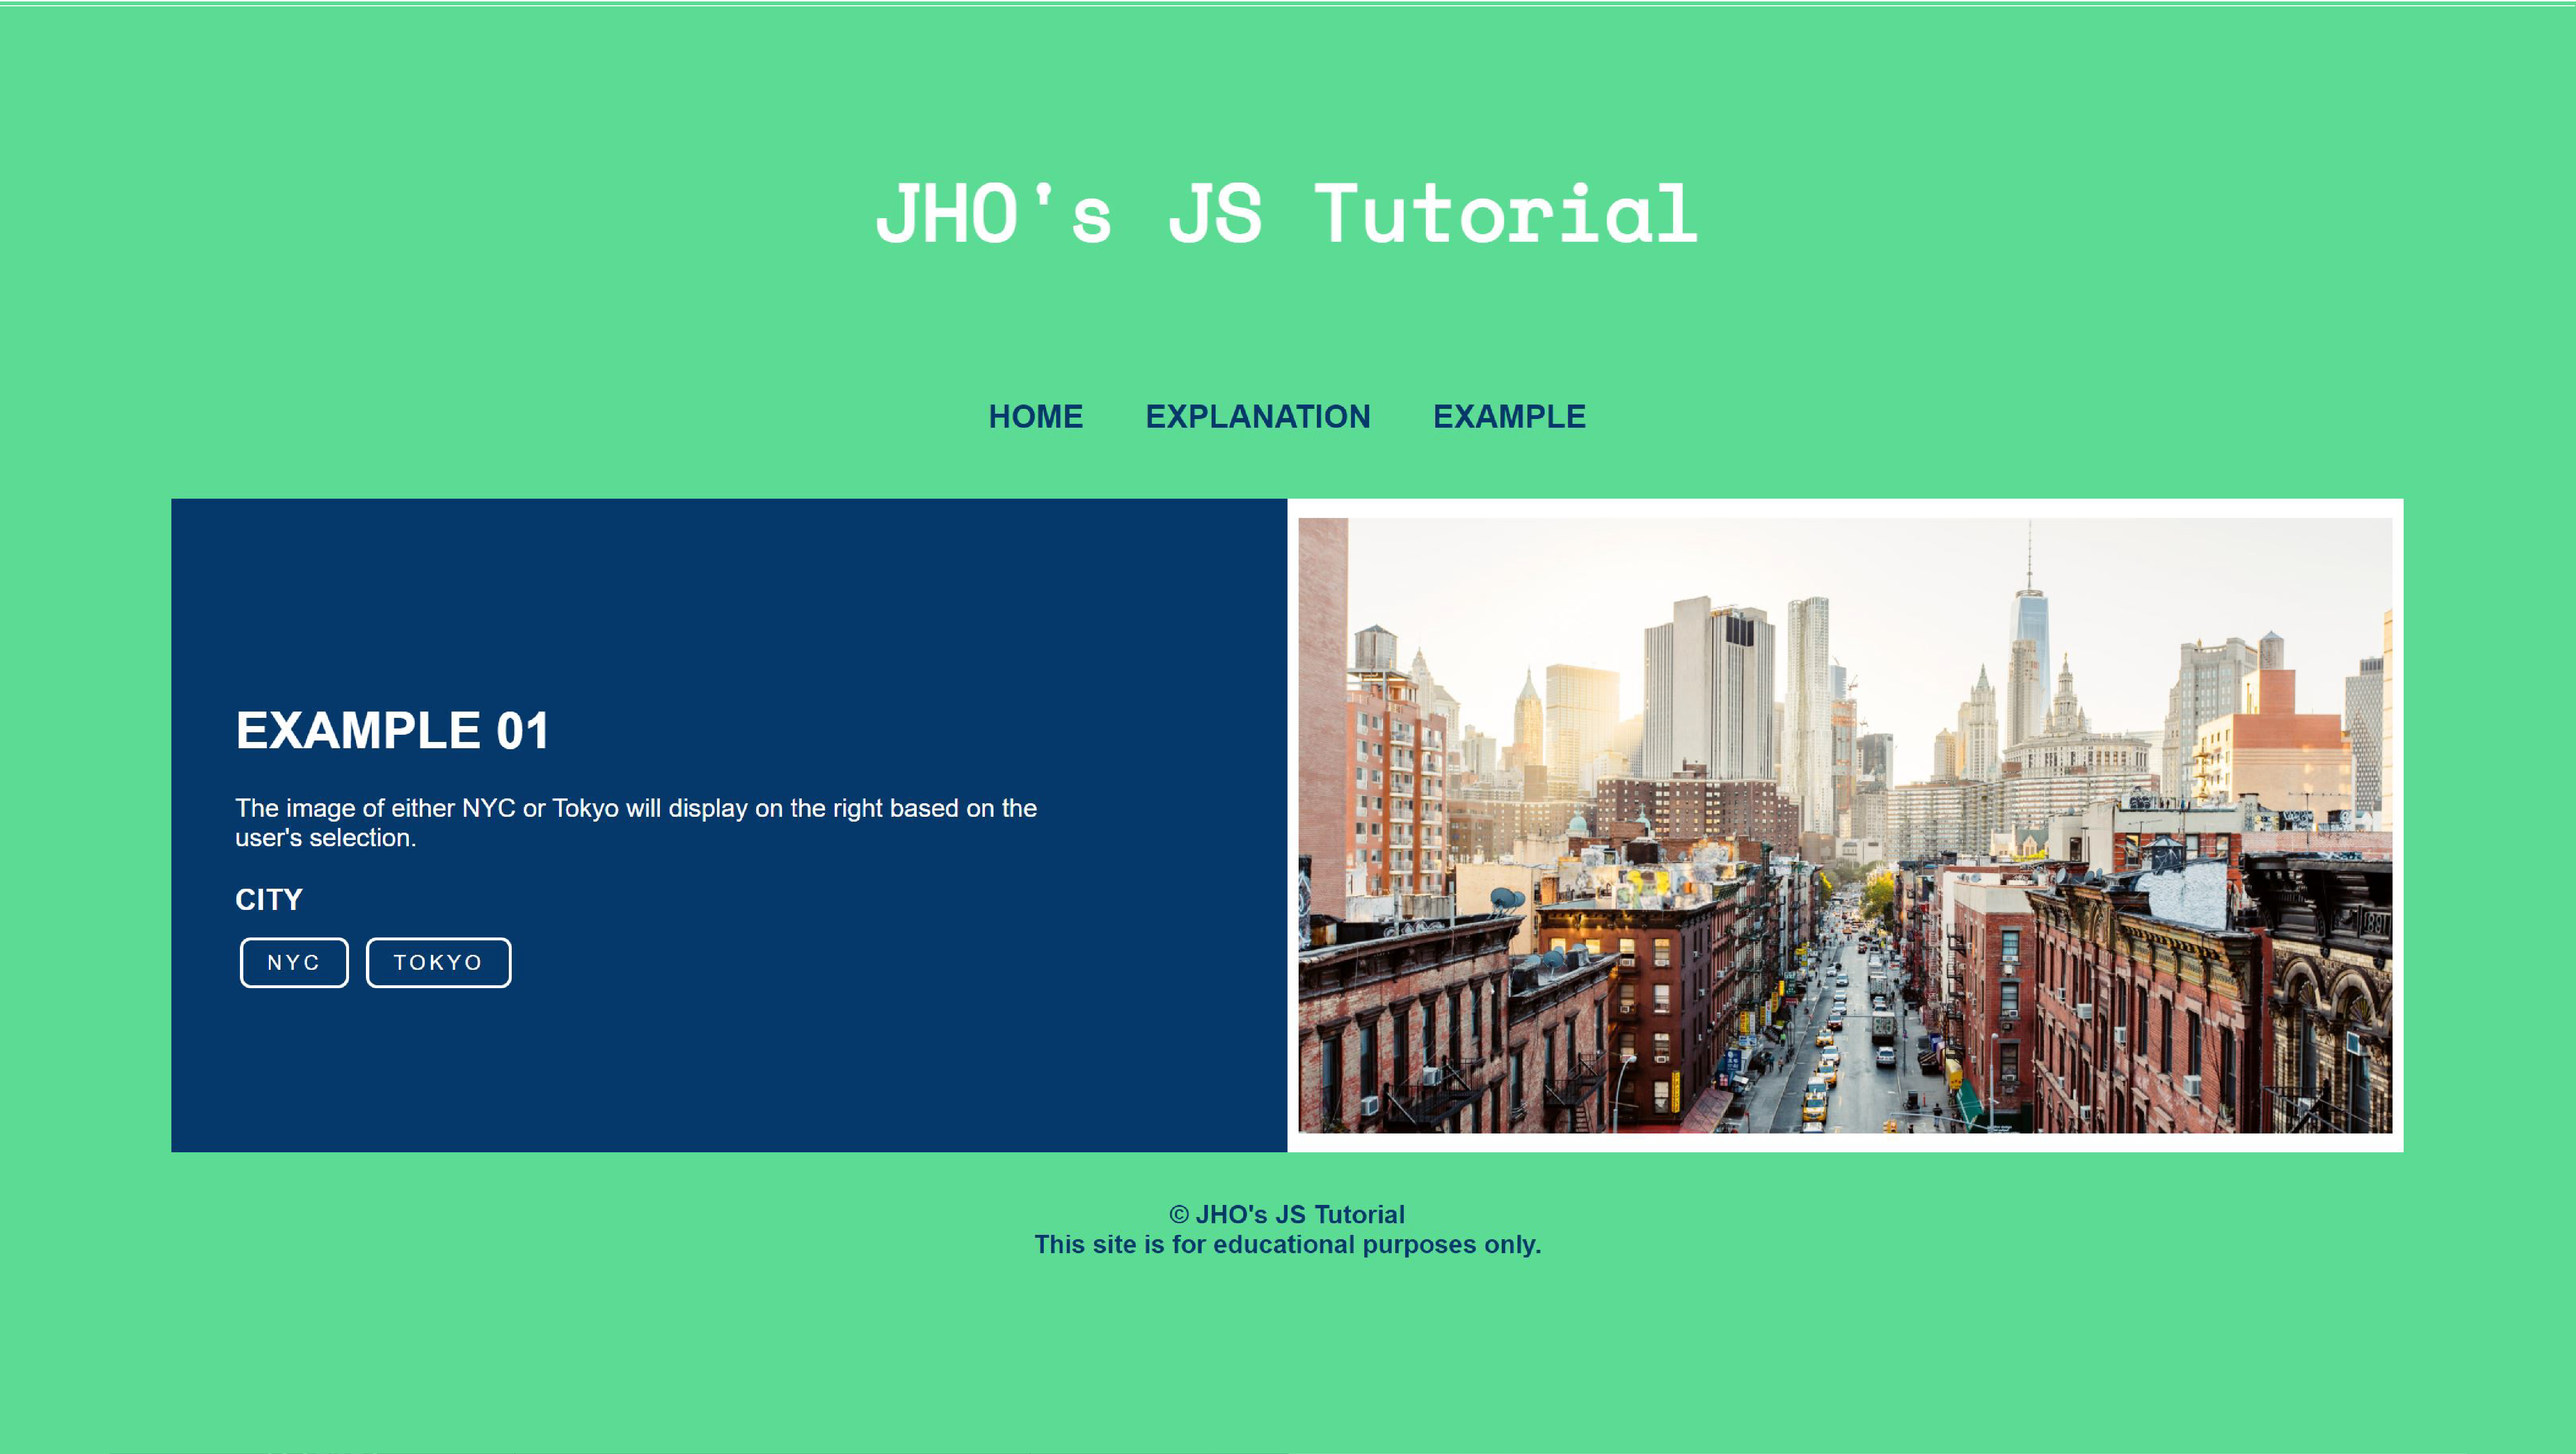 JHO's JS Tutorial
HOME EXPLANATION EXAMPLE
EXAMPLE 01
The image of either NYC or Tokyo will display on the right based on the
user's selection.
CITY
NYC TOKYO
© JHO's JS Tutorial
This site is for educational purposes only.